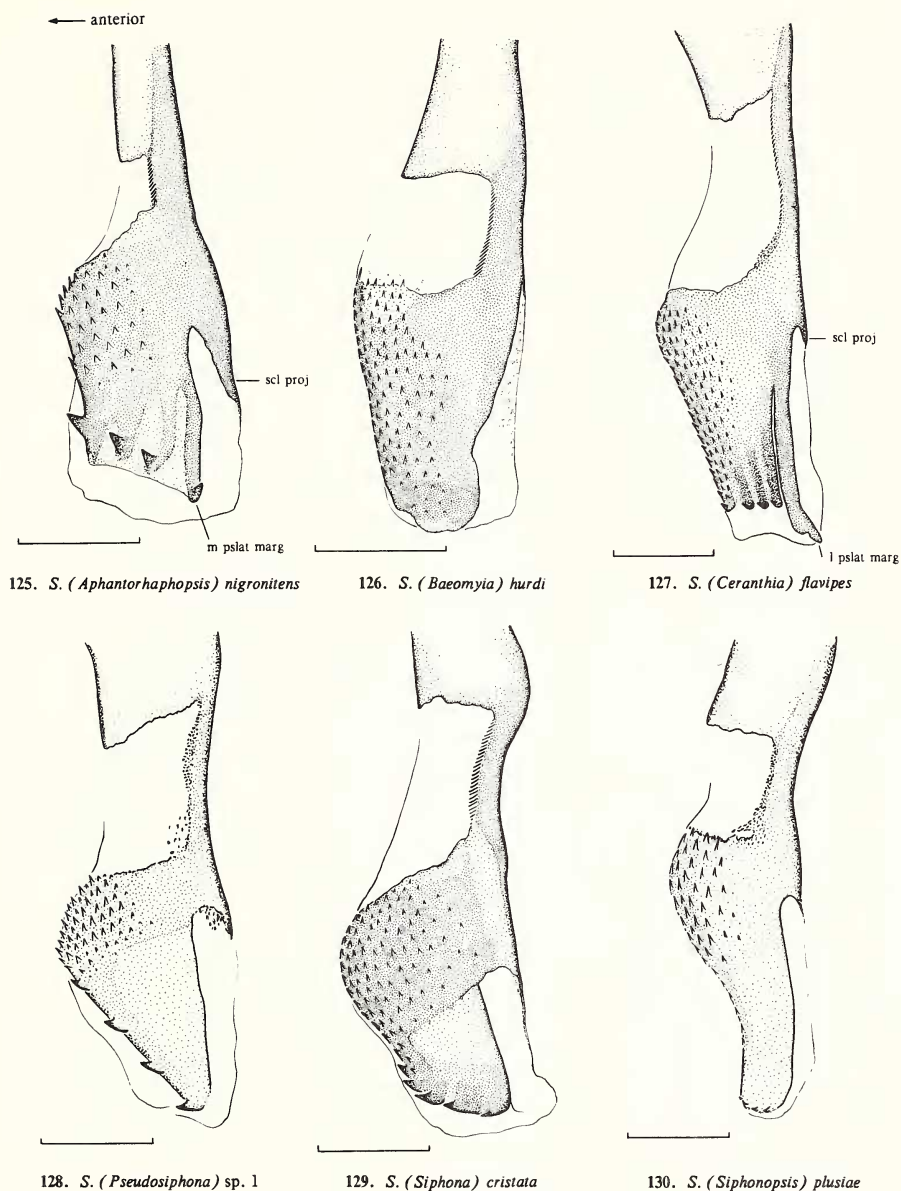 anterior
scl proj
m pslat marg
scl proj
l pslat marg
125. S. (Aphantorhaphopsis) nigronitens
126. S. (Baeomyia) hurdi
127. S. (Ceranthia) flavipes
128. S. (Pseudosiphona) sp. 1
129. S. (Siphona) cristata
130. S. (Siphonopsis) plusiae